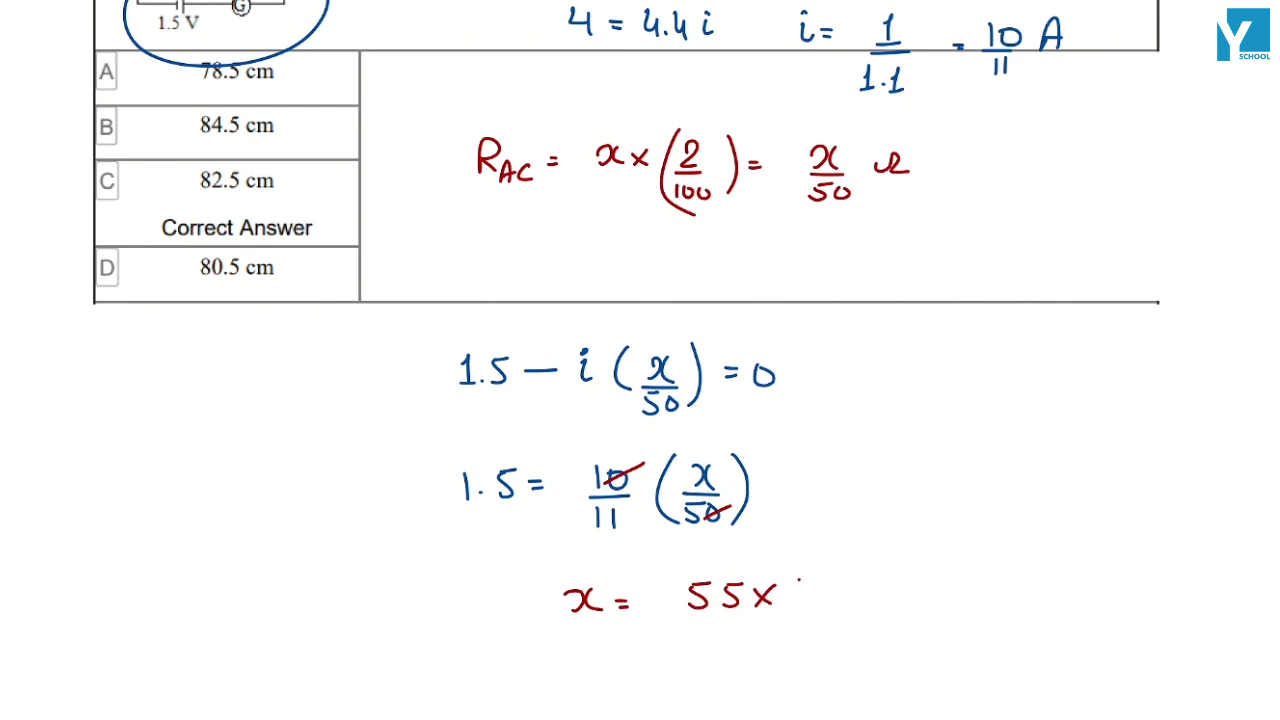 G
1.5 V
4 = 4.4 i i = 1/1.1 = 10/11 A
Y
SCHOOL
A 78.5 cm
B 84.5 cm
C 82.5 cm
Correct Answer
D 80.5 cm
R_AC = x × (2/100) = x/50 Ω
1.5 — i (x/50) = 0
1.5 = 10/11 (x/50)
x = 55 ×